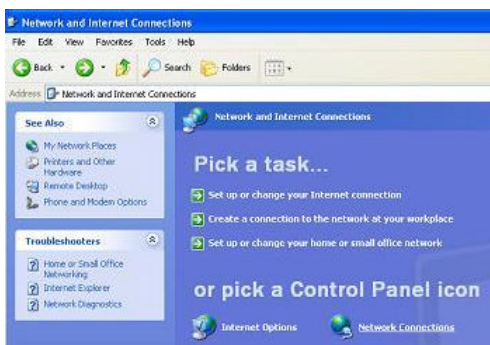 Network and Internet Connections
File Edit View Favorites Tools Help
Back Search Folders
Address Network and Internet Connections
See Also
My Network Places
Printers and Other
Hardware
Remote Desktop
Phone and Modem Options
Troubleshooters
Home or Small Office
Networking
Internet Explorer
Network Diagnostics
Network and Internet Connections
Pick a task...
Set up or change your Internet connection
Create a connection to the network at your workplace
Set up or change your home or small office network
or pick a Control Panel icon
Internet Options Network Connections